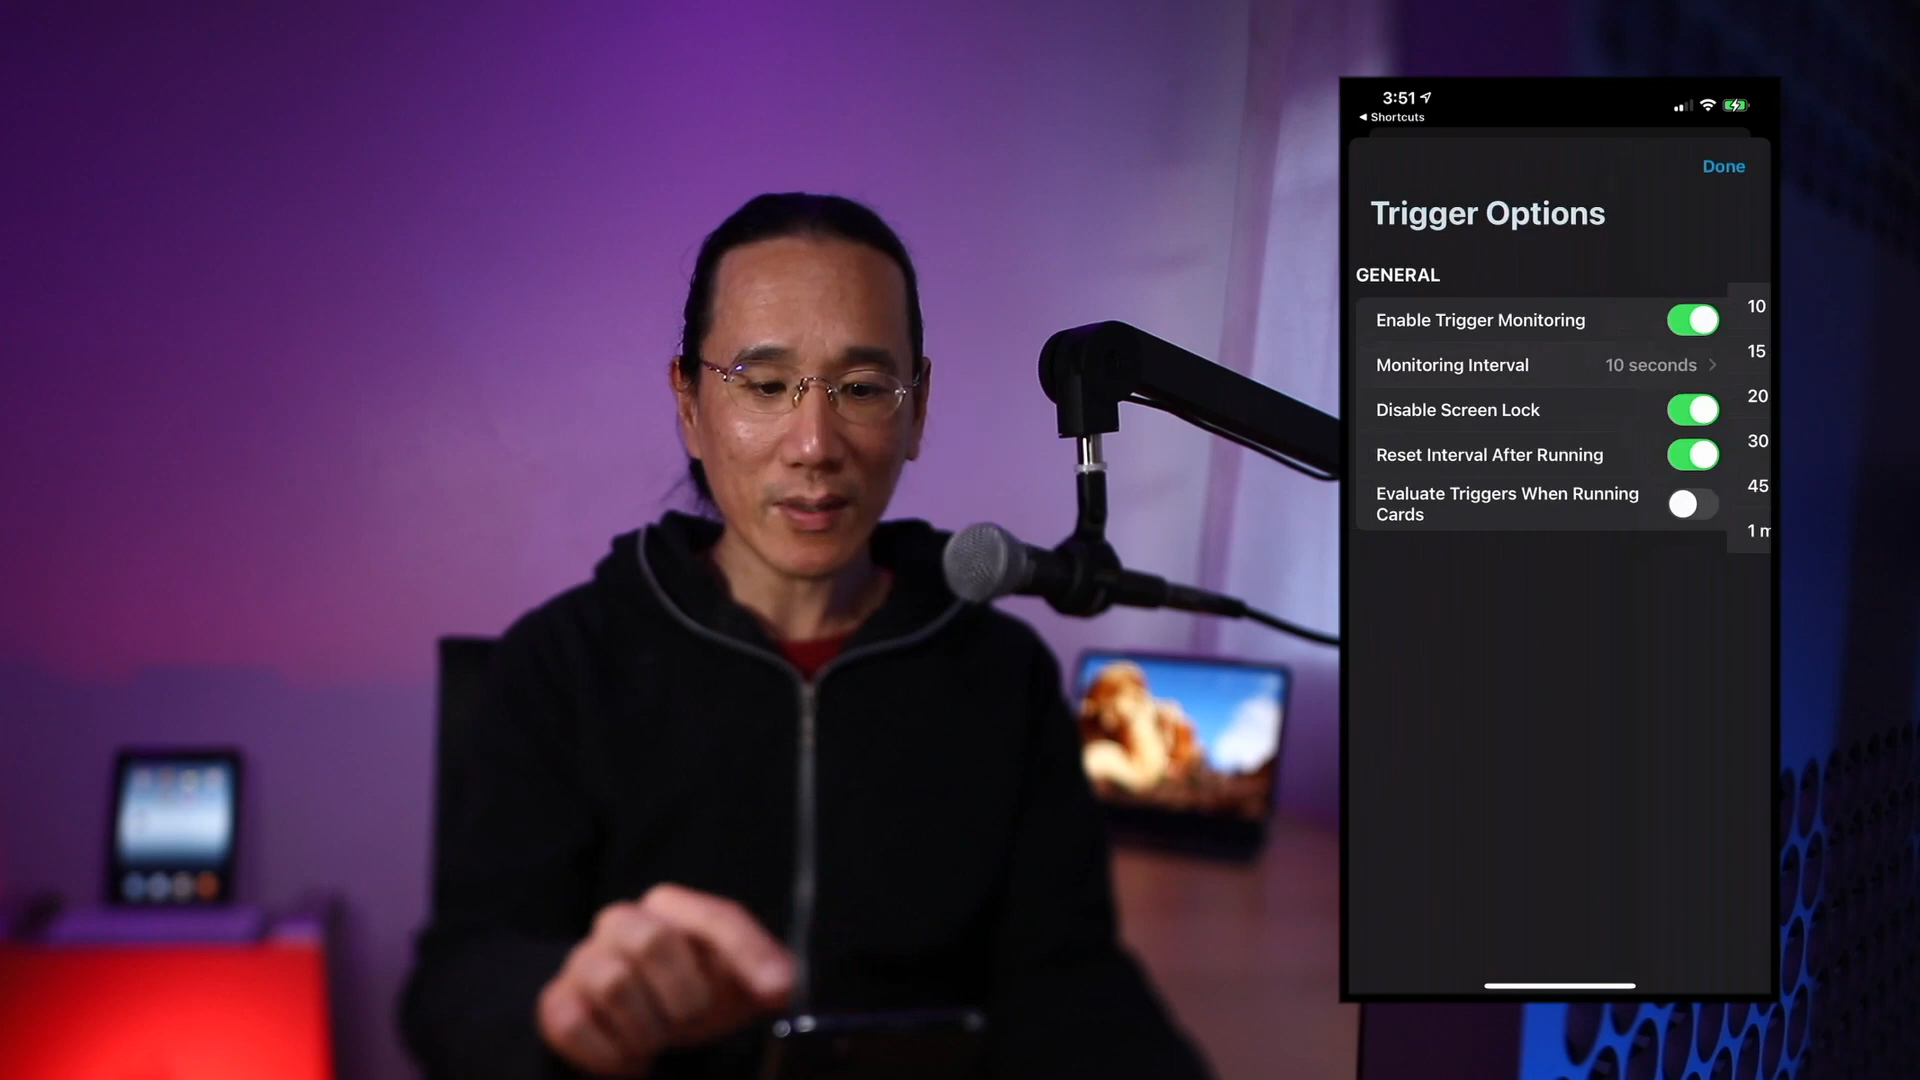 3:51
◀ Shortcuts
Done
Trigger Options
GENERAL
Enable Trigger Monitoring
Monitoring Interval 10 seconds
Disable Screen Lock
Reset Interval After Running
Evaluate Triggers When Running
Cards
10
15
20
30
45
1 m